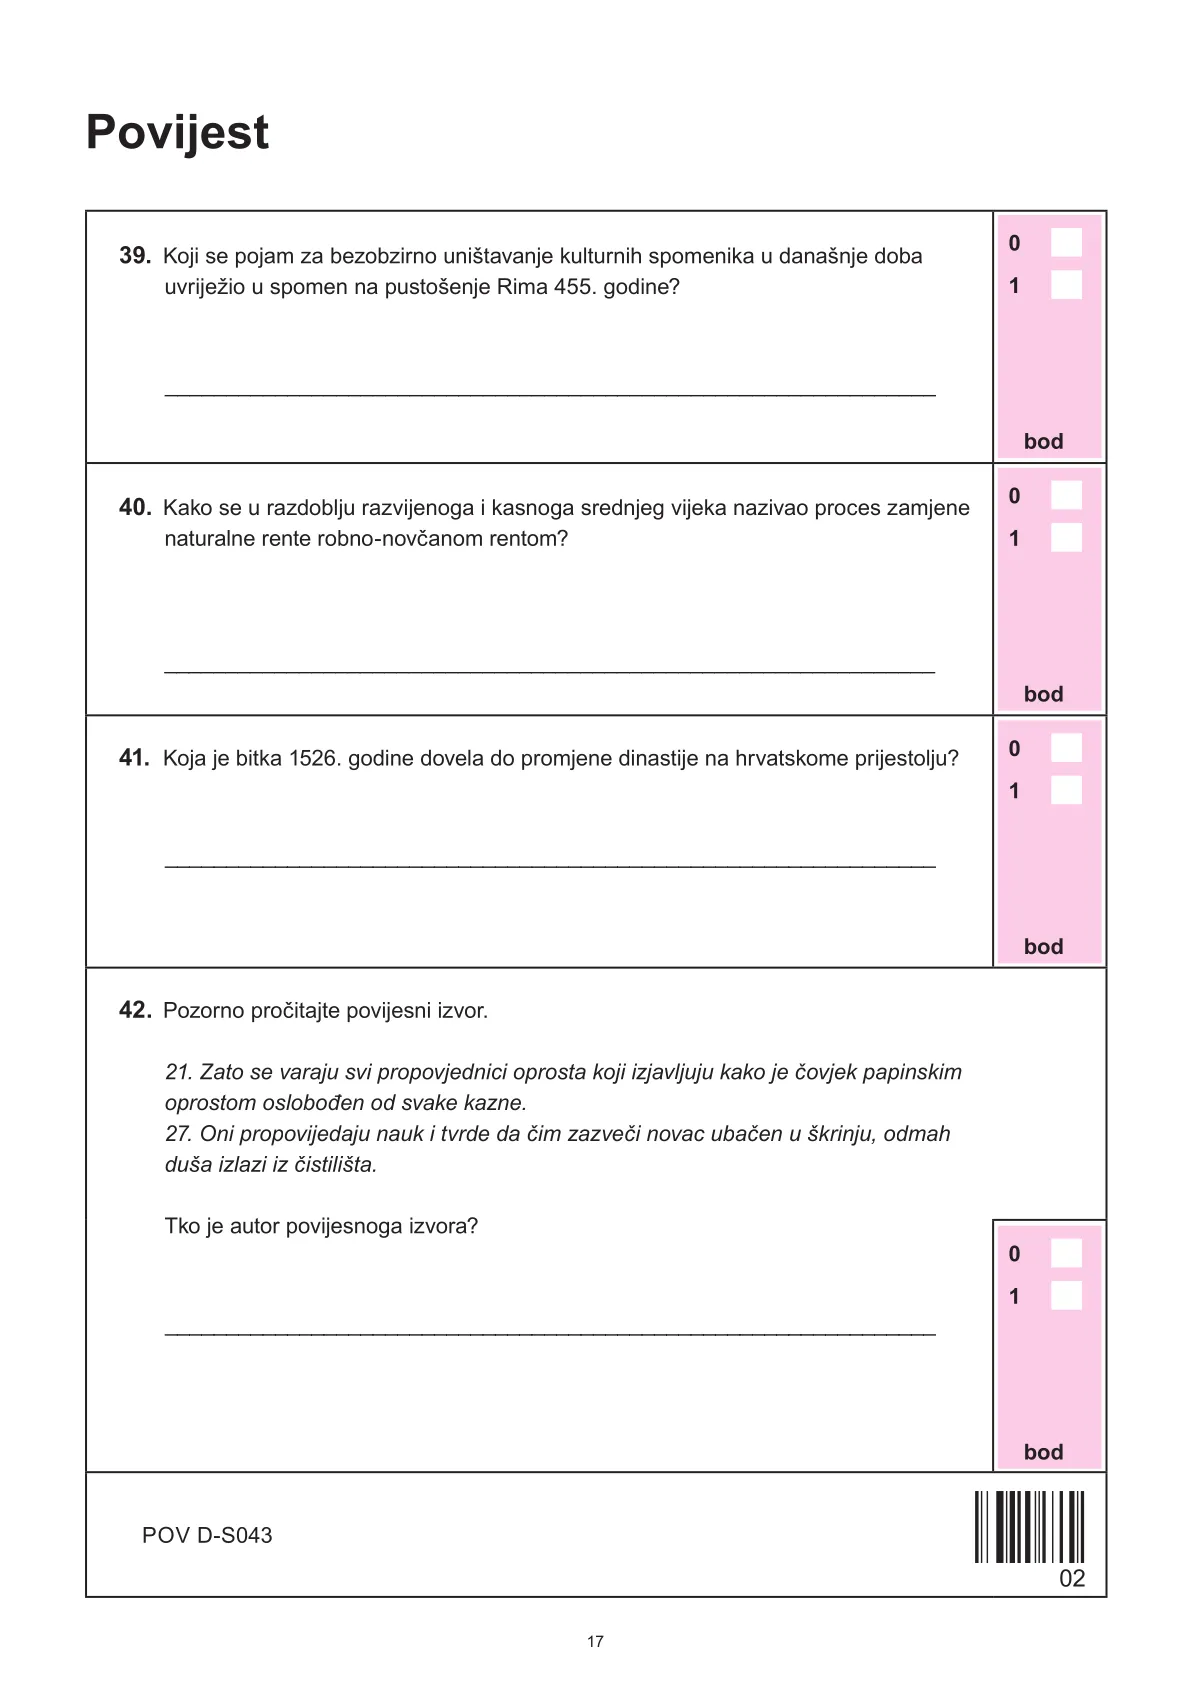 Povijest
39. Koji se pojam za bezobzirno uništavanje kulturnih spomenika u današnje doba
uvriježio u spomen na pustošenje Rima 455. godine?
0
1
bod
40. Kako se u razdoblju razvijenoga i kasnoga srednjeg vijeka nazivao proces zamjene
naturalne rente robno-novčanom rentom?
0
1
bod
41. Koja je bitka 1526. godine dovela do promjene dinastije na hrvatskome prijestolju?
0
1
bod
42. Pozorno pročitajte povijesni izvor.
21. Zato se varaju svi propovjednici oprosta koji izjavljuju kako je čovjek papinskim
oprostom oslobođen od svake kazne.
27. Oni propovijedaju nauk i tvrde da čim zazveči novac ubačen u škrinju, odmah
duša izlazi iz čistilišta.
Tko je autor povijesnoga izvora?
0
1
bod
POV D-S043
02
17